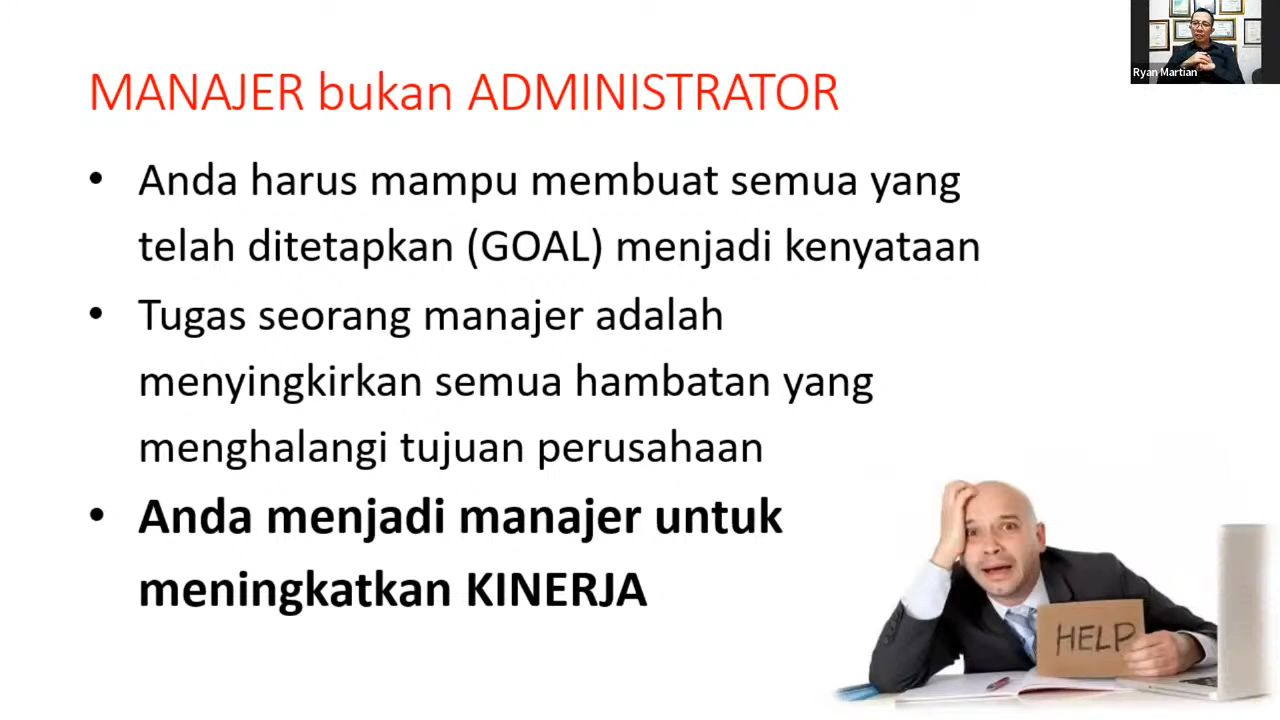 Ryan Martian
MANAJER bukan ADMINISTRATOR
• Anda harus mampu membuat semua yang
telah ditetapkan (GOAL) menjadi kenyataan
• Tugas seorang manajer adalah
menyingkirkan semua hambatan yang
menghalangi tujuan perusahaan
• Anda menjadi manajer untuk
meningkatkan KINERJA
HELP